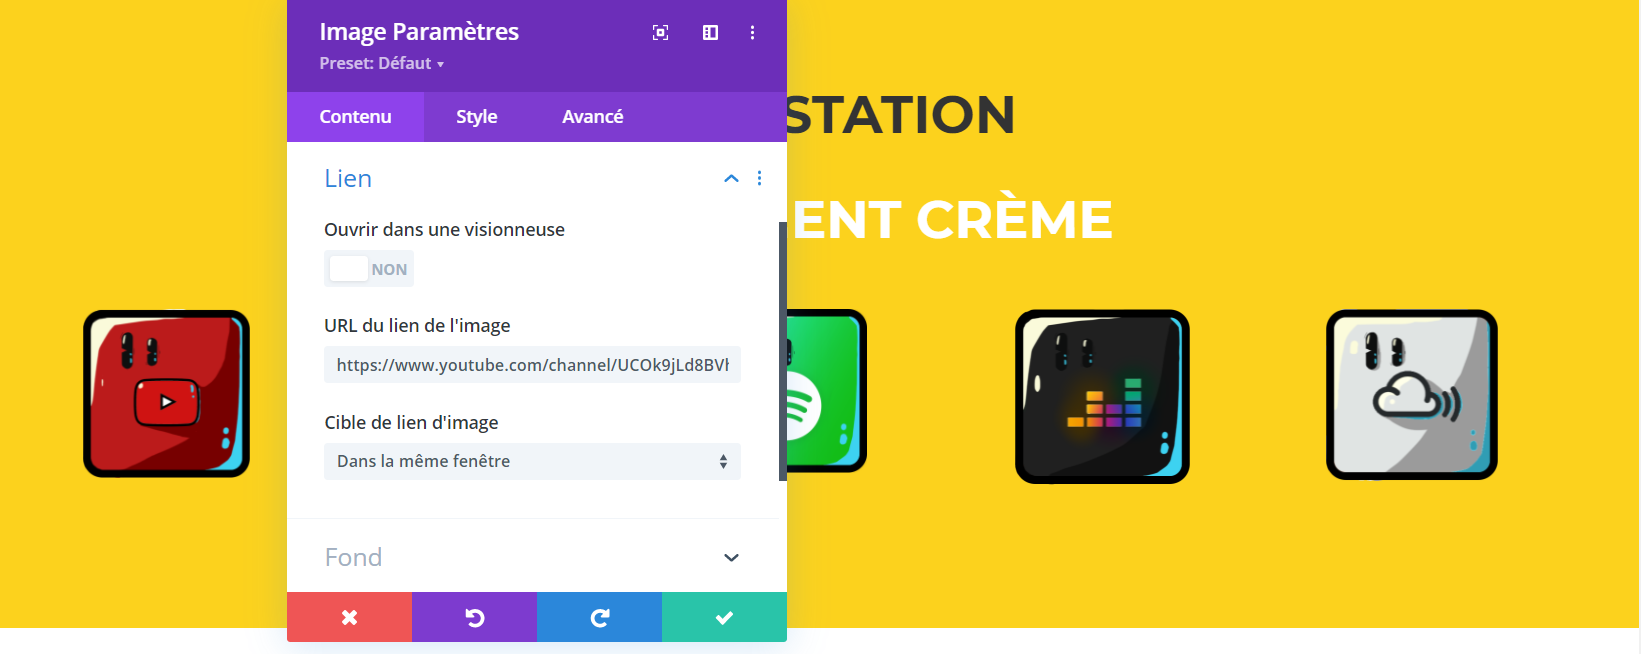 Image Paramètres
Preset: Défaut
Contenu Style Avancé
Lien
Ouvrir dans une visionneuse
NON
URL du lien de l'image
https://www.youtube.com/channel/UCOk9jLd8BVh
Cible de lien d'image
Dans la même fenêtre
Fond
STATION
ENT CRÈME